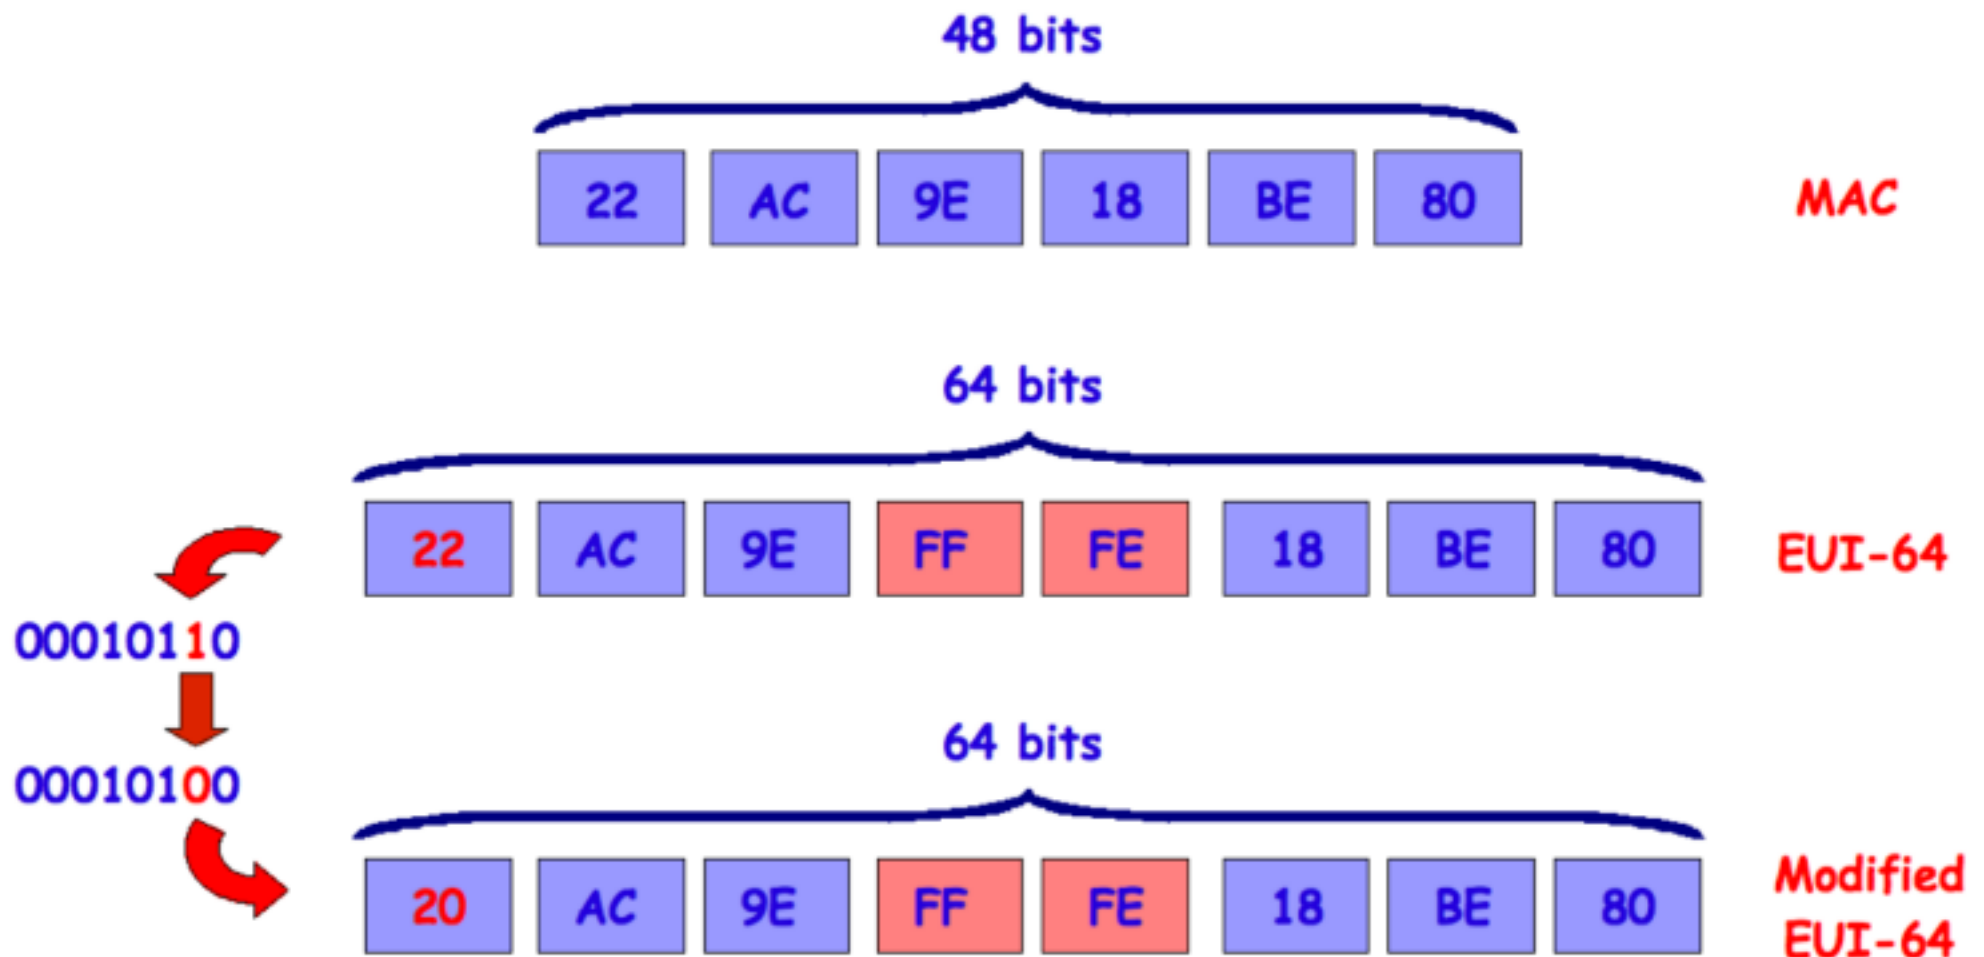 48 bits
22 AC 9E 18 BE 80 MAC
64 bits
22 AC 9E FF FE 18 BE 80 EUI-64
00010110
00010100
64 bits
20 AC 9E FF FE 18 BE 80 Modified
EUI-64